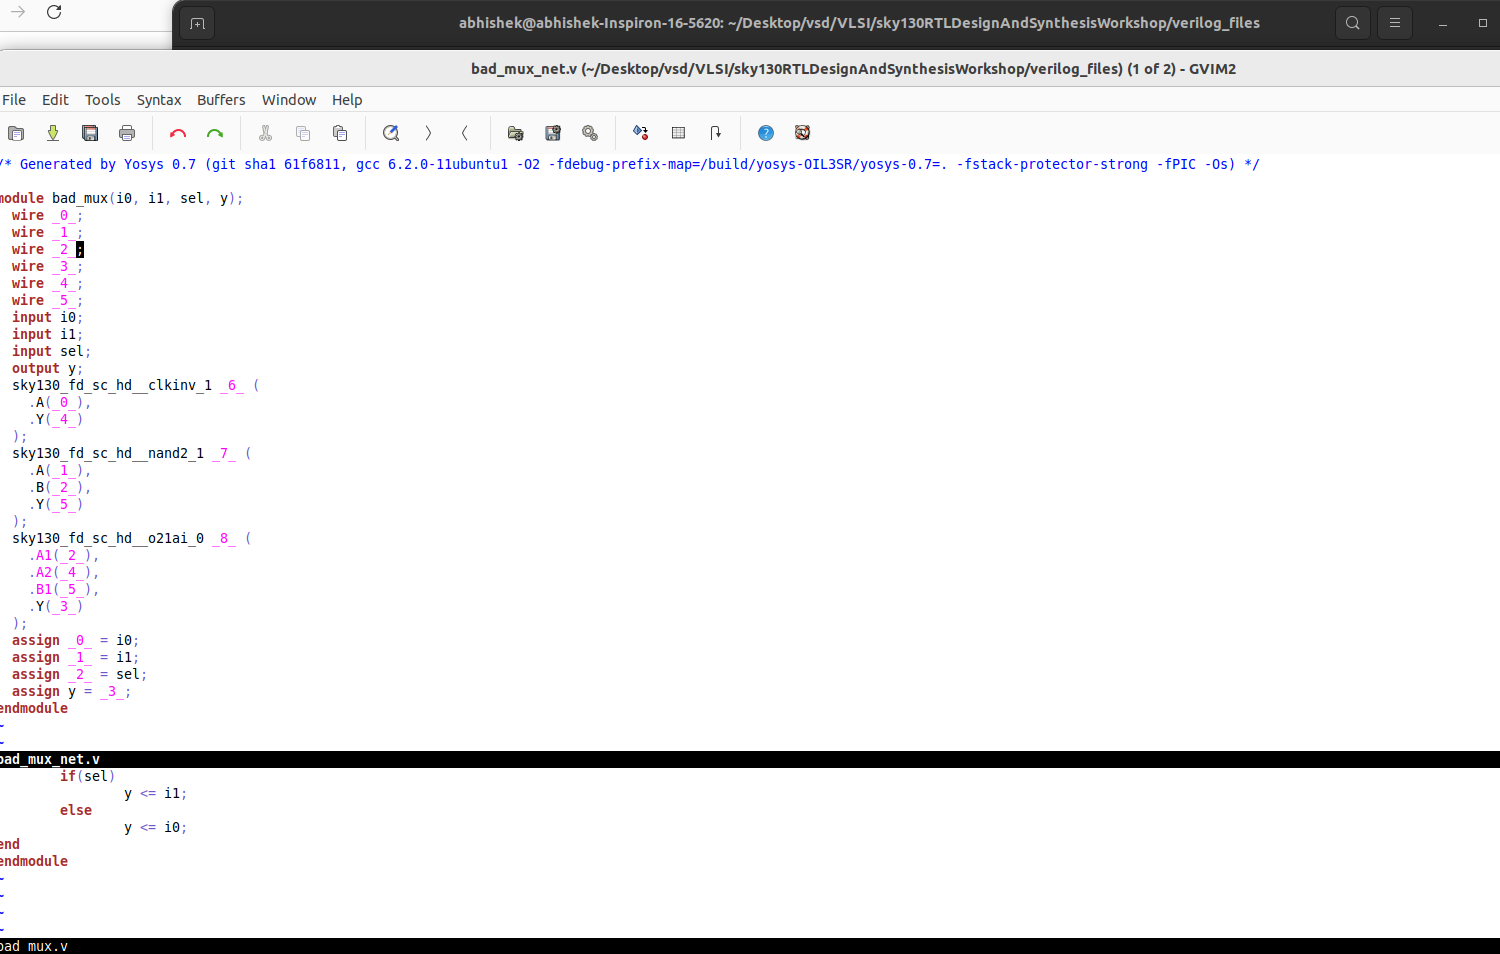 abhishek@abhishek-Inspiron-16-5620: ~/Desktop/vsd/VLSI/sky130RTLDesignAndSynthesisWorkshop/verilog_files
bad_mux_net.v (~/Desktop/vsd/VLSI/sky130RTLDesignAndSynthesisWorkshop/verilog_files) (1 of 2) - GVIM2
File Edit Tools Syntax Buffers Window Help
/* Generated by Yosys 0.7 (git sha1 61f6811, gcc 6.2.0-11ubuntu1 -O2 -fdebug-prefix-map=/build/yosys-OIL3SR/yosys-0.7=. -fstack-protector-strong -fPIC -Os) */
module bad_mux(i0, i1, sel, y);
wire _0_;
wire _1_;
wire _2_;
wire _3_;
wire _4_;
wire _5_;
input i0;
input i1;
input sel;
output y;
sky130_fd_sc_hd__clkinv_1 _6_ (
.A(_0_),
.Y(_4_)
);
sky130_fd_sc_hd__nand2_1 _7_ (
.A(_1_),
.B(_2_),
.Y(_5_)
);
sky130_fd_sc_hd__o21ai_0 _8_ (
.A1(_2_),
.A2(_4_),
.B1(_5_),
.Y(_3_)
);
assign _0_ = i0;
assign _1_ = i1;
assign _2_ = sel;
assign y = _3_;
endmodule
~
~
bad_mux_net.v
if(sel)
y <= i1;
else
y <= i0;
end
endmodule
~
~
~
~
bad_mux.v